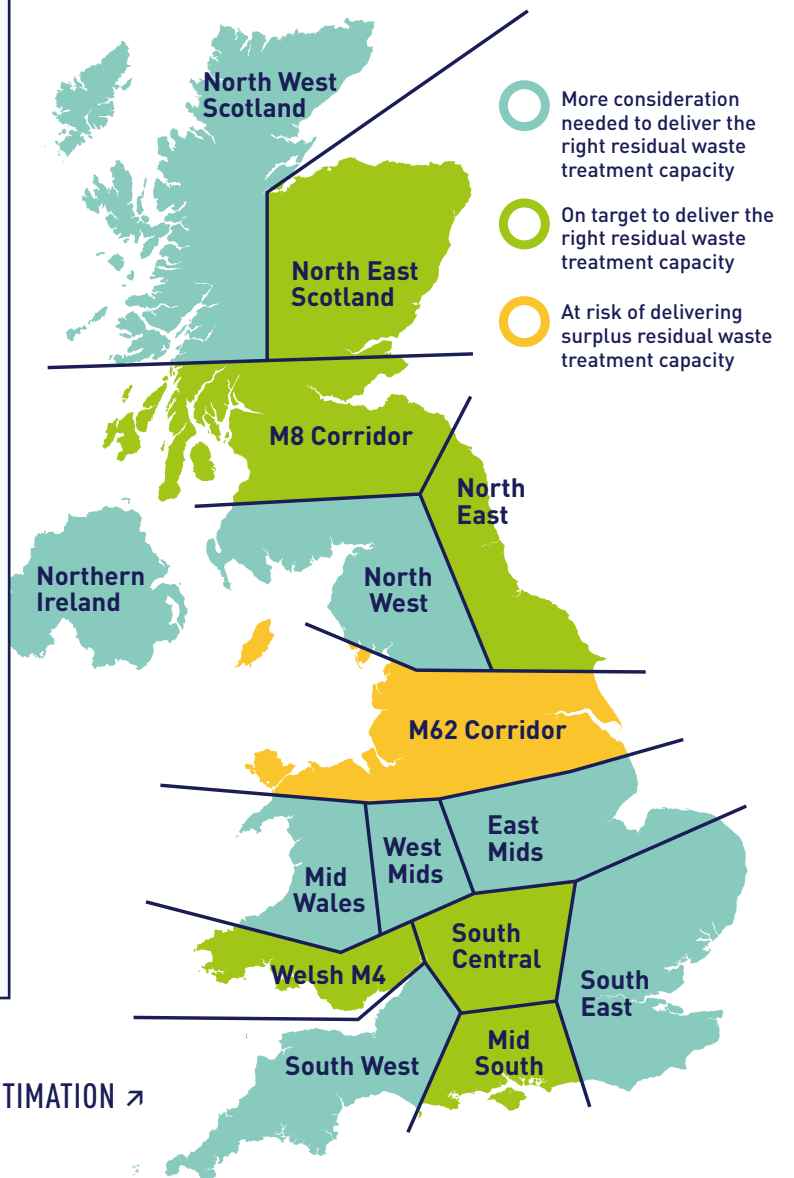 North West
Scotland
More consideration
needed to deliver the
right residual waste
treatment capacity
On target to deliver the
right residual waste
treatment capacity
North East
Scotland
At risk of delivering
surplus residual waste
treatment capacity
M8 Corridor
North
East
Northern
Ireland
North
West
M62 Corridor
East
Mids
West
Mids
Mid
Wales
South
Central
Welsh M4
South
East
Mid
South
South West
TIMATION ↗